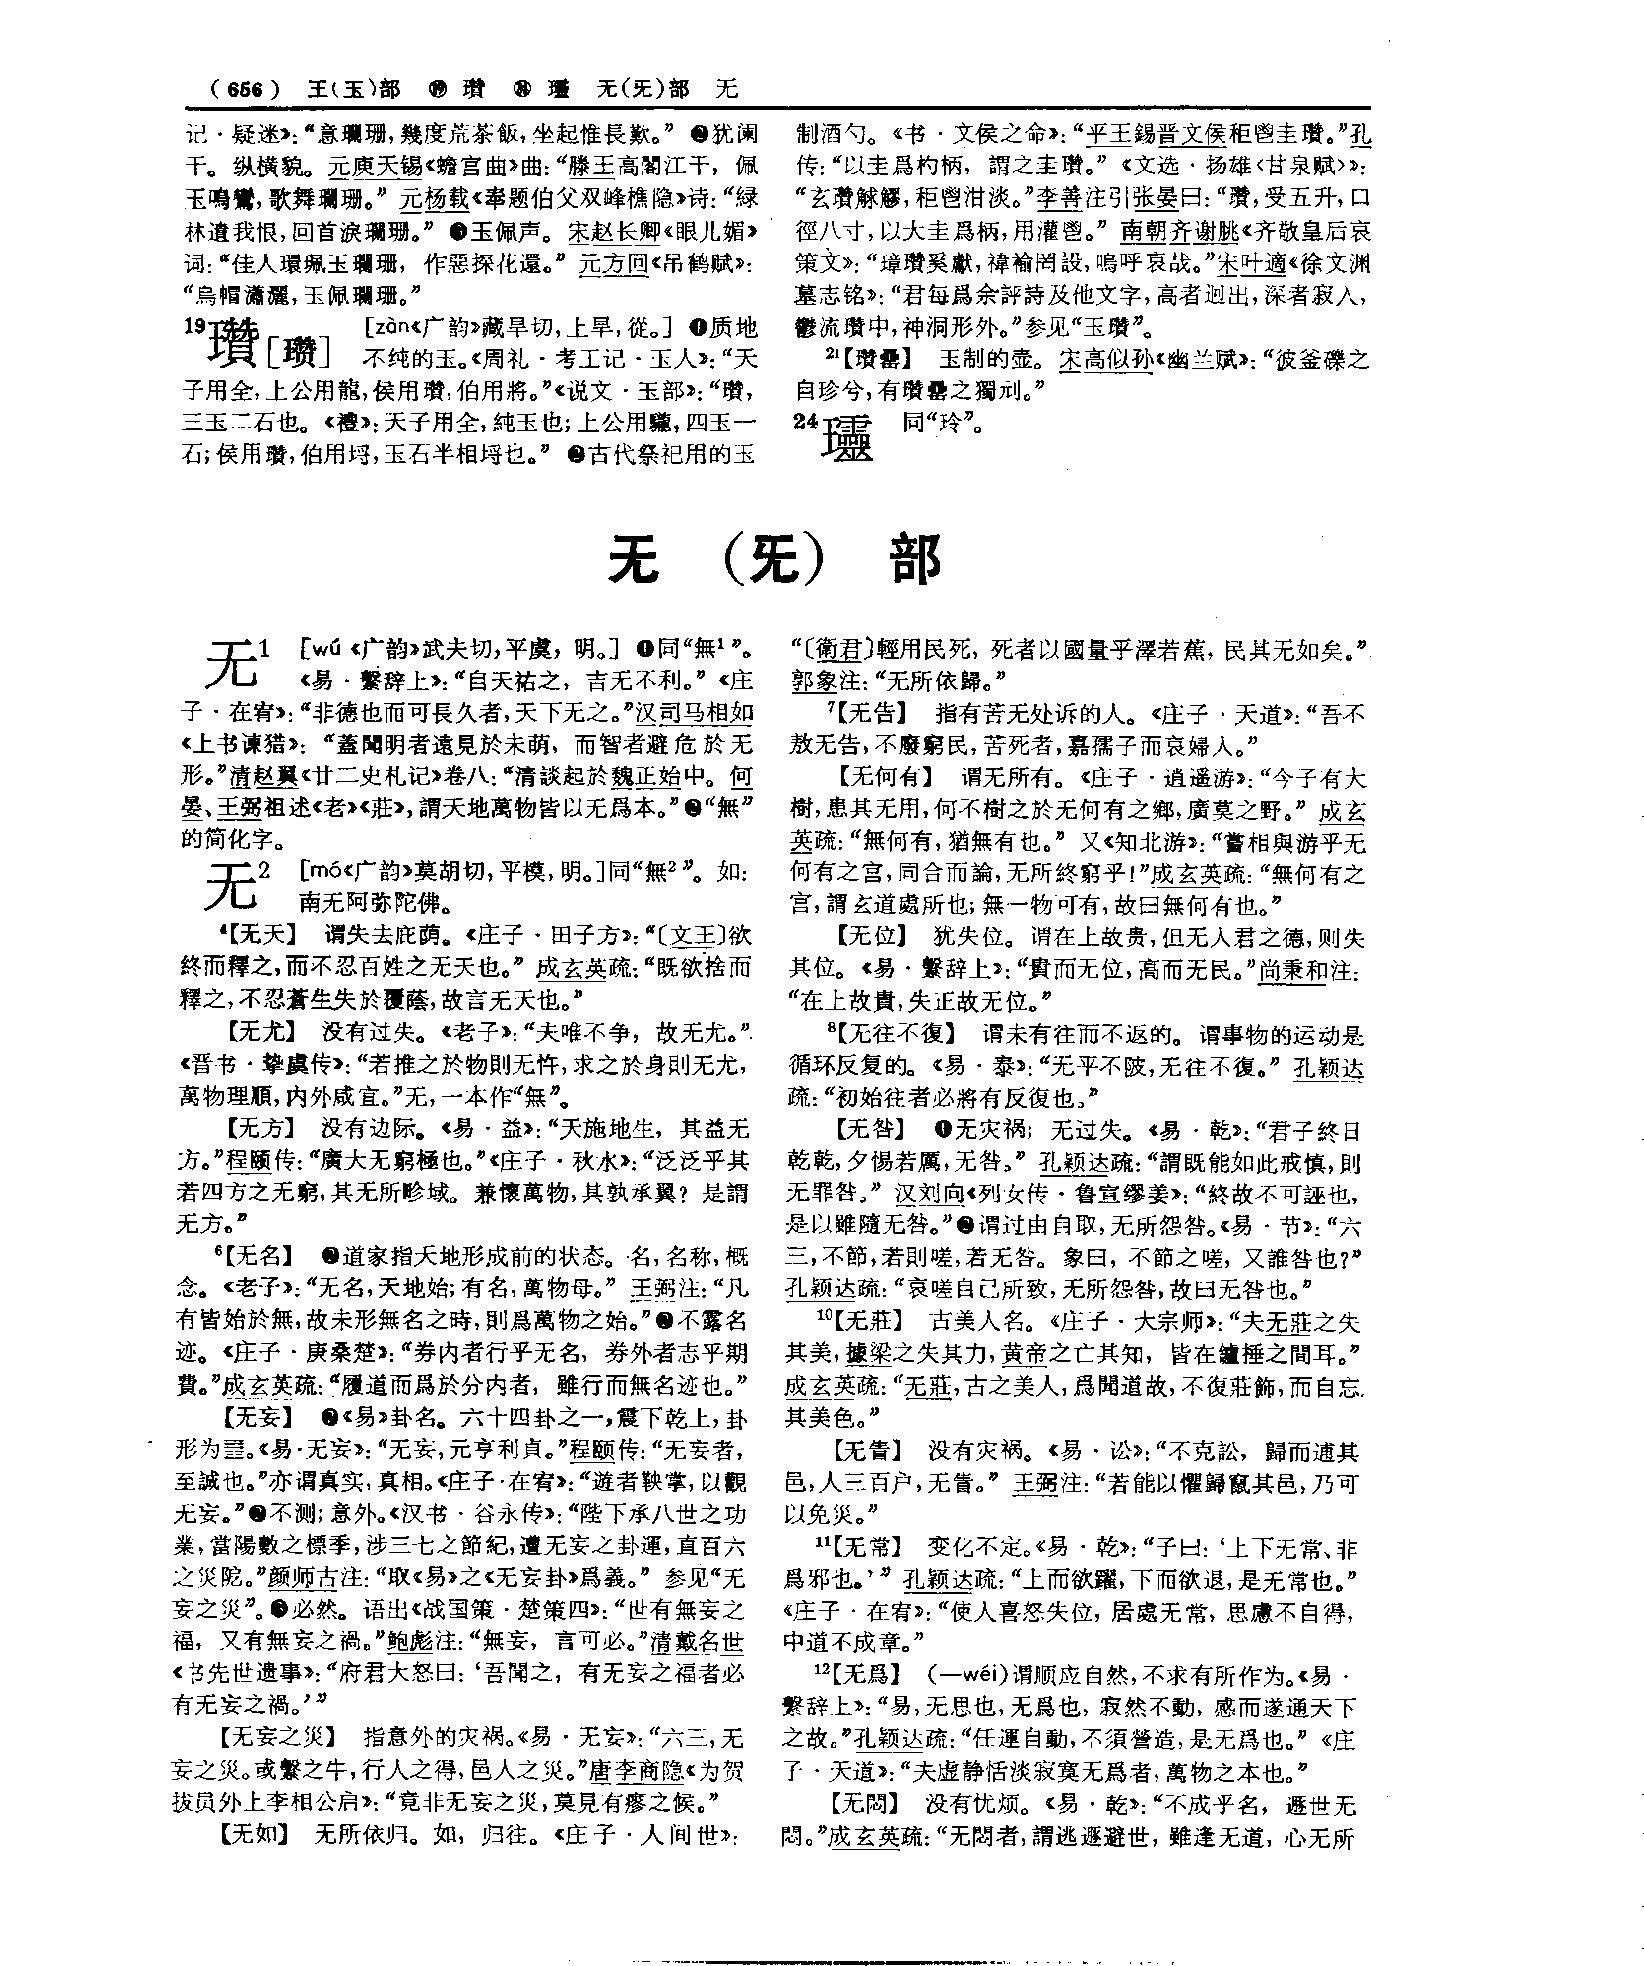 （656） 王（玉）部 ⑲ 瓚 ㉔ 靈 无（旡）部 无
记·疑迷》：“意瓓珊，幾度荒茶飯，坐起惟長歎。” ❷犹阑
干。纵横貌。元庾天锡《蟾宫曲》曲：“滕王高閣江干，佩
玉鳴鸞，歌舞瓓珊。” 元杨载《奉题伯父双峰樵隐》诗：“緑
林遺我恨，回首淚瓓珊。” ❸玉佩声。宋赵长卿《眼儿媚》
词：“佳人環珮玉瓓珊，作惡探花還。” 元方回《吊鹤赋》：
“烏帽瀟灑，玉佩瓓珊。”
19瓚［瓒］ ［zàn《广韵》藏旱切，上旱，從。］ ❶质地
不纯的玉。《周礼·考工记·玉人》：“天
子用全，上公用龍，侯用瓚，伯用將。”《说文·玉部》：“瓚，
三玉二石也。《禮》：天子用全，純玉也；上公用駹，四玉一
石；侯用瓚，伯用埒，玉石半相埒也。” ❷古代祭祀用的玉
制酒勺。《书·文侯之命》：“平王錫晋文侯秬鬯圭瓚。”孔
传：“以圭爲杓柄，謂之圭瓚。” 《文选·扬雄〈甘泉赋〉》：
“玄瓚觩䚧，秬鬯泔淡。”李善注引张晏曰：“瓚，受五升，口
徑八寸，以大圭爲柄，用灌鬯。” 南朝齐谢朓《齐敬皇后哀
策文》：“璋瓚奚獻，褘褕罔設，嗚呼哀哉。”宋叶適《徐文渊
墓志铭》：“君每爲余評詩及他文字，高者迥出，深者寂入，
鬱流瓚中，神洞形外。”参见“玉瓚”。
21【瓚罍】 玉制的壶。宋高似孙《幽兰赋》：“彼釜礫之
自珍兮，有瓚罍之獨刓。”
24 同“玲”。
无 （旡） 部
无1 ［wú《广韵》武夫切，平虞，明。］ ❶同“無1”。
《易·繫辞上》：“自天祐之，吉无不利。” 《庄
子·在宥》：“非德也而可長久者，天下无之。”汉司马相如
《上书谏猎》：“蓋聞明者遠見於未萌，而智者避危於无
形。”清赵翼《廿二史札记》卷八：“清談起於魏正始中。何
晏、王弼祖述《老》《莊》，謂天地萬物皆以无爲本。”❷“無”
的简化字。
无2 ［mó《广韵》莫胡切，平模，明。］同“無2”。如：
南无阿弥陀佛。
4【无天】 谓失去庇荫。《庄子·田子方》：“〔文王〕欲
終而釋之，而不忍百姓之无天也。” 成玄英疏：“既欲捨而
釋之，不忍蒼生失於覆蔭，故言无天也。”
【无尤】 没有过失。《老子》：“夫唯不争，故无尤。”
《晋书·摯虞传》：“若推之於物則无忤，求之於身則无尤，
萬物理順，内外咸宜。”无，一本作“無”。
【无方】 没有边际。《易·益》：“天施地生，其益无
方。”程颐传：“廣大无窮極也。”《庄子·秋水》：“泛泛乎其
若四方之无窮，其无所畛域。兼懷萬物，其孰承翼？是謂
无方。”
6【无名】 ❶道家指天地形成前的状态。名，名称，概
念。《老子》：“无名，天地始；有名，萬物母。” 王弼注：“凡
有皆始於無，故未形無名之時，則爲萬物之始。”❷不露名
迹。《庄子·庚桑楚》：“券内者行乎无名，券外者志乎期
費。”成玄英疏：“履道而爲於分内者，雖行而無名迹也。”
【无妄】 ❶《易》卦名。六十四卦之一，震下乾上，卦
形为䷘。《易·无妄》：“无妄，元亨利貞。”程颐传：“无妄者，
至誠也。”亦谓真实，真相。《庄子·在宥》：“遊者鞅掌，以觀
无妄。”❷不测；意外。《汉书·谷永传》：“陛下承八世之功
業，當陽數之標季，涉三七之節紀，遭无妄之卦運，直百六
之災阸。”颜师古注：“取《易》之《无妄卦》爲義。” 参见“无
妄之災”。❸必然。语出《战国策·楚策四》：“世有無妄之
福，又有無妄之禍。”鲍彪注：“無妄，言可必。”清戴名世
《书先世遗事》：“府君大怒曰：‘吾聞之，有无妄之福者必
有无妄之禍。’”
【无妄之災】 指意外的灾祸。《易·无妄》：“六三，无
妄之災。或繫之牛，行人之得，邑人之災。”唐李商隐《为贺
拔员外上李相公启》：“竟非无妄之災，莫見有瘳之候。”
【无如】 无所依归。如，归往。《庄子·人间世》：
“〔衛君〕輕用民死，死者以國量乎澤若蕉，民其无如矣。”
郭象注：“无所依歸。”
7【无告】 指有苦无处诉的人。《庄子·天道》：“吾不
敖无告，不廢窮民，苦死者，嘉孺子而哀婦人。”
【无何有】 谓无所有。《庄子·逍遥游》：“今子有大
樹，患其无用，何不樹之於无何有之鄉，廣莫之野。” 成玄
英疏：“無何有，猶無有也。” 又《知北游》：“嘗相與游乎无
何有之宫，同合而論，无所終窮乎！”成玄英疏：“無何有之
宫，謂玄道處所也；無一物可有，故曰無何有也。”
【无位】 犹失位。谓在上故贵，但无人君之德，则失
其位。《易·繫辞上》：“貴而无位，高而无民。”尚秉和注：
“在上故貴，失正故无位。”
8【无往不復】 谓未有往而不返的。谓事物的运动是
循环反复的。《易·泰》：“无平不陂，无往不復。” 孔颖达
疏：“初始往者必將有反復也。”
【无咎】 ❶无灾祸；无过失。《易·乾》：“君子終日
乾乾，夕惕若厲，无咎。” 孔颖达疏：“謂既能如此戒慎，則
无罪咎。” 汉刘向《列女传·鲁宣缪姜》：“終故不可誣也，
是以雖隨无咎。”❷谓过由自取，无所怨咎。《易·节》：“六
三，不節，若則嗟，若无咎。象曰，不節之嗟，又誰咎也？”
孔颖达疏：“哀嗟自己所致，无所怨咎，故曰无咎也。”
10【无莊】 古美人名。《庄子·大宗师》：“夫无莊之失
其美，據梁之失其力，黄帝之亡其知，皆在鑪捶之間耳。”
成玄英疏：“无莊，古之美人，爲聞道故，不復莊飾，而自忘
其美色。”
【无眚】 没有灾祸。《易·讼》：“不克訟，歸而逋其
邑，人三百户，无眚。” 王弼注：“若能以懼歸竄其邑，乃可
以免災。”
11【无常】 变化不定。《易·乾》：“子曰：‘上下无常、非
爲邪也。’” 孔颖达疏：“上而欲躍，下而欲退，是无常也。”
《庄子·在宥》：“使人喜怒失位，居處无常，思慮不自得，
中道不成章。”
12【无爲】 （—wéi）谓顺应自然，不求有所作为。《易·
繫辞上》：“易，无思也，无爲也，寂然不動，感而遂通天下
之故。”孔颖达疏：“任運自動，不須營造，是无爲也。” 《庄
子·天道》：“夫虚静恬淡寂寞无爲者，萬物之本也。”
【无悶】 没有忧烦。《易·乾》：“不成乎名，遯世无
悶。”成玄英疏：“无悶者，謂逃遯避世，雖逢无道，心无所